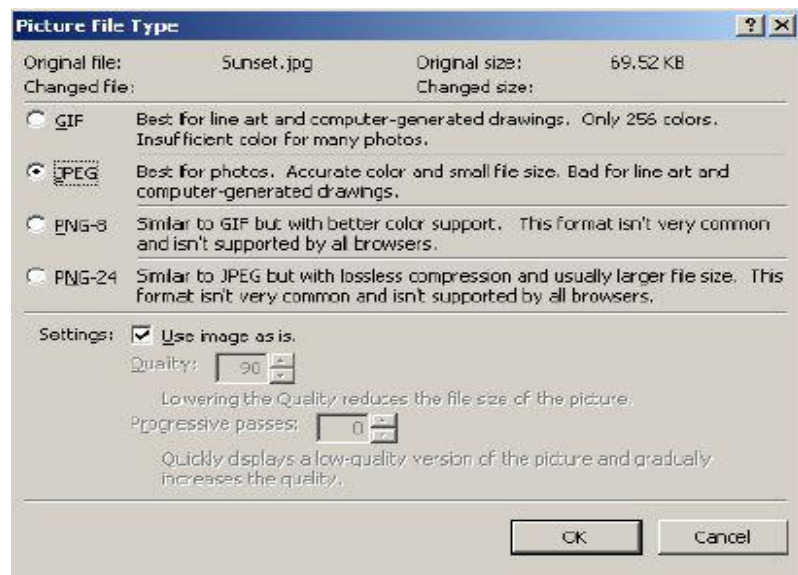 Picture File Type
Original file: Sunset.jpg Original size: 69.52 KB
Changed file: Changed size:
GIF Best for line art and computer-generated drawings. Only 256 colors.
Insufficient color for many photos.
JPEG Best for photos. Accurate color and small file size. Bad for line art and
computer-generated drawings.
PNG-8 Similar to GIF but with better color support. This format isn't very common
and isn't supported by all browsers.
PNG-24 Similar to JPEG but with lossless compression and usually larger file size. This
format isn't very common and isn't supported by all browsers.
Settings: Use image as is.
Quality: 90
Lowering the Quality reduces the file size of the picture.
Progressive passes: 0
Quickly displays a low-quality version of the picture and gradually
increases the quality.
OK Cancel